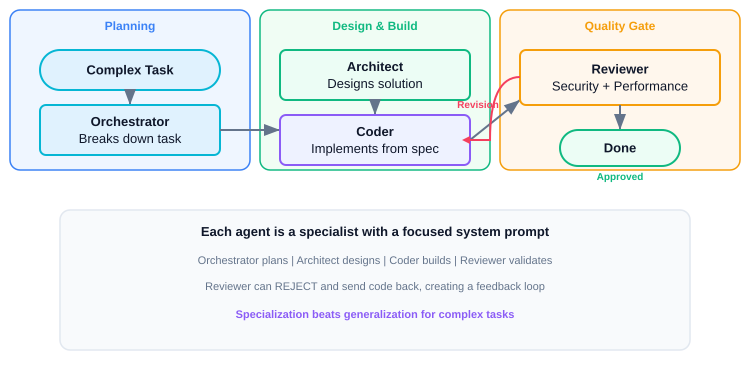 Planning
Complex Task
Orchestrator
Breaks down task
Design & Build
Architect
Designs solution
Coder
Implements from spec
Revision
Quality Gate
Reviewer
Security + Performance
Done
Approved
Each agent is a specialist with a focused system prompt
Orchestrator plans | Architect designs | Coder builds | Reviewer validates
Reviewer can REJECT and send code back, creating a feedback loop
Specialization beats generalization for complex tasks